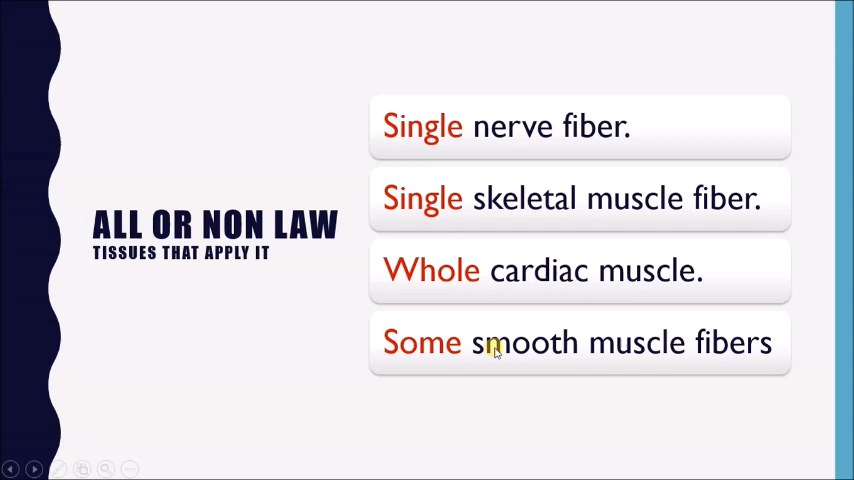 ALL OR NON LAW
TISSUES THAT APPLY IT
Single nerve fiber.
Single skeletal muscle fiber.
Whole cardiac muscle.
Some smooth muscle fibers